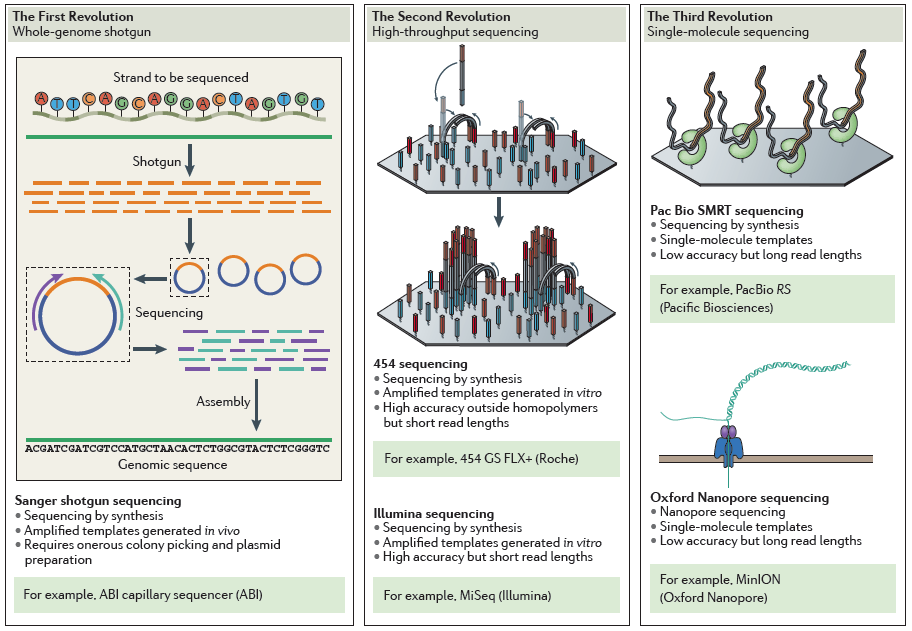 The First Revolution
Whole-genome shotgun
Strand to be sequenced
A T T C A G C A G G A C T A G T G T
Shotgun
Sequencing
Assembly
ACGATCGATCGTCCATGCTAACACTCTGGCGTACTCTCGGGTC
Genomic sequence
Sanger shotgun sequencing
• Sequencing by synthesis
• Amplified templates generated in vivo
• Requires onerous colony picking and plasmid
preparation
For example, ABI capillary sequencer (ABI)
The Second Revolution
High-throughput sequencing
454 sequencing
• Sequencing by synthesis
• Amplified templates generated in vitro
• High accuracy outside homopolymers
but short read lengths
For example, 454 GS FLX+ (Roche)
Illumina sequencing
• Sequencing by synthesis
• Amplified templates generated in vitro
• High accuracy but short read lengths
For example, MiSeq (Illumina)
The Third Revolution
Single-molecule sequencing
Pac Bio SMRT sequencing
• Sequencing by synthesis
• Single-molecule templates
• Low accuracy but long read lengths
For example, PacBio RS
(Pacific Biosciences)
Oxford Nanopore sequencing
• Nanopore sequencing
• Single-molecule templates
• Low accuracy but long read lengths
For example, MinION
(Oxford Nanopore)